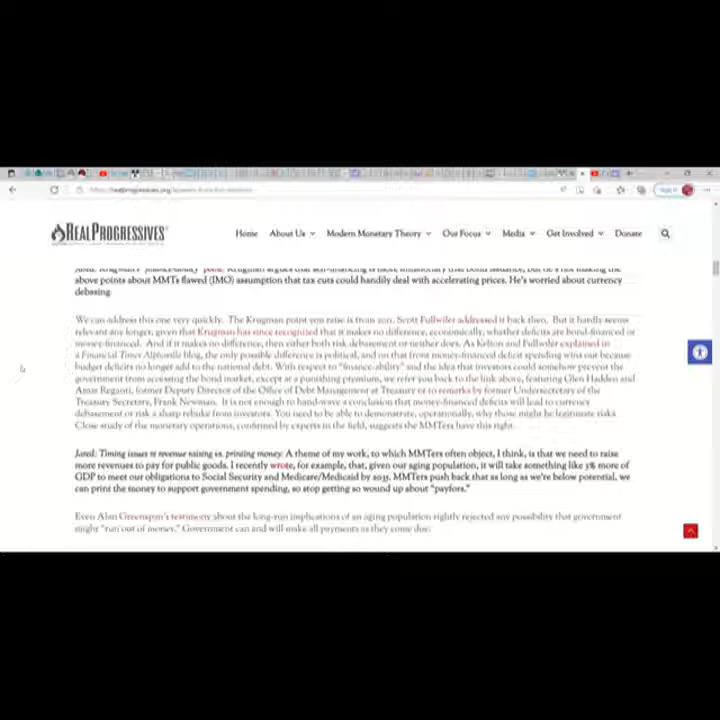 REALPROGRESSIVES
Home About Us Modern Monetary Theory Our Focus Media Get Involved Donate
above points about MMTs flawed (IMO) assumption that tax cuts could handily deal with accelerating prices. He's worried about currency
debasing.
We can address this one very quickly. The Krugman point you raise is from 2011. Scott Fullwiler addressed it back then. But it hardly seems
relevant any longer, given that Krugman has since recognized that it makes no difference, economically, whether deficits are bond-financed or
money-financed. And if it makes no difference, then either both risk debasement or neither does. As Kelton and Fullwiler explained in
a Financial Times Alphaville blog, the only possible difference is political, and on that front money-financed deficit spending wins out because
budget deficits no longer add to the national debt. With respect to "finance-ability" and the idea that investors could somehow prevent the
government from accessing the bond market, except at a punishing premium, we refer you back to the link above, featuring Glen Hadden and
Amar Reganti, former Deputy Director of the Office of Debt Management at Treasury or to remarks by former Undersecretary of the
Treasury Secretary, Frank Newman. It is not enough to hand-wave a conclusion that money-financed deficits will lead to currency
debasement or risk a sharp rebuke from investors. You need to be able to demonstrate, operationally, why those might be legitimate risks.
Close study of the monetary operations, confirmed by experts in the field, suggests the MMTers have this right.
Jared: Timing issues re revenue raising vs. printing money: A theme of my work, to which MMTers often object, I think, is that we need to raise
more revenues to pay for public goods. I recently wrote, for example, that, given our aging population, it will take something like 3% more of
GDP to meet our obligations to Social Security and Medicare/Medicaid by 2035. MMTers push back that as long as we're below potential, we
can print the money to support government spending, so stop getting so wound up about "payfors."
Even Alan Greenspan's testimony about the long-run implications of an aging population rightly rejected any possibility that government
might "run out of money." Government can and will make all payments as they come due.